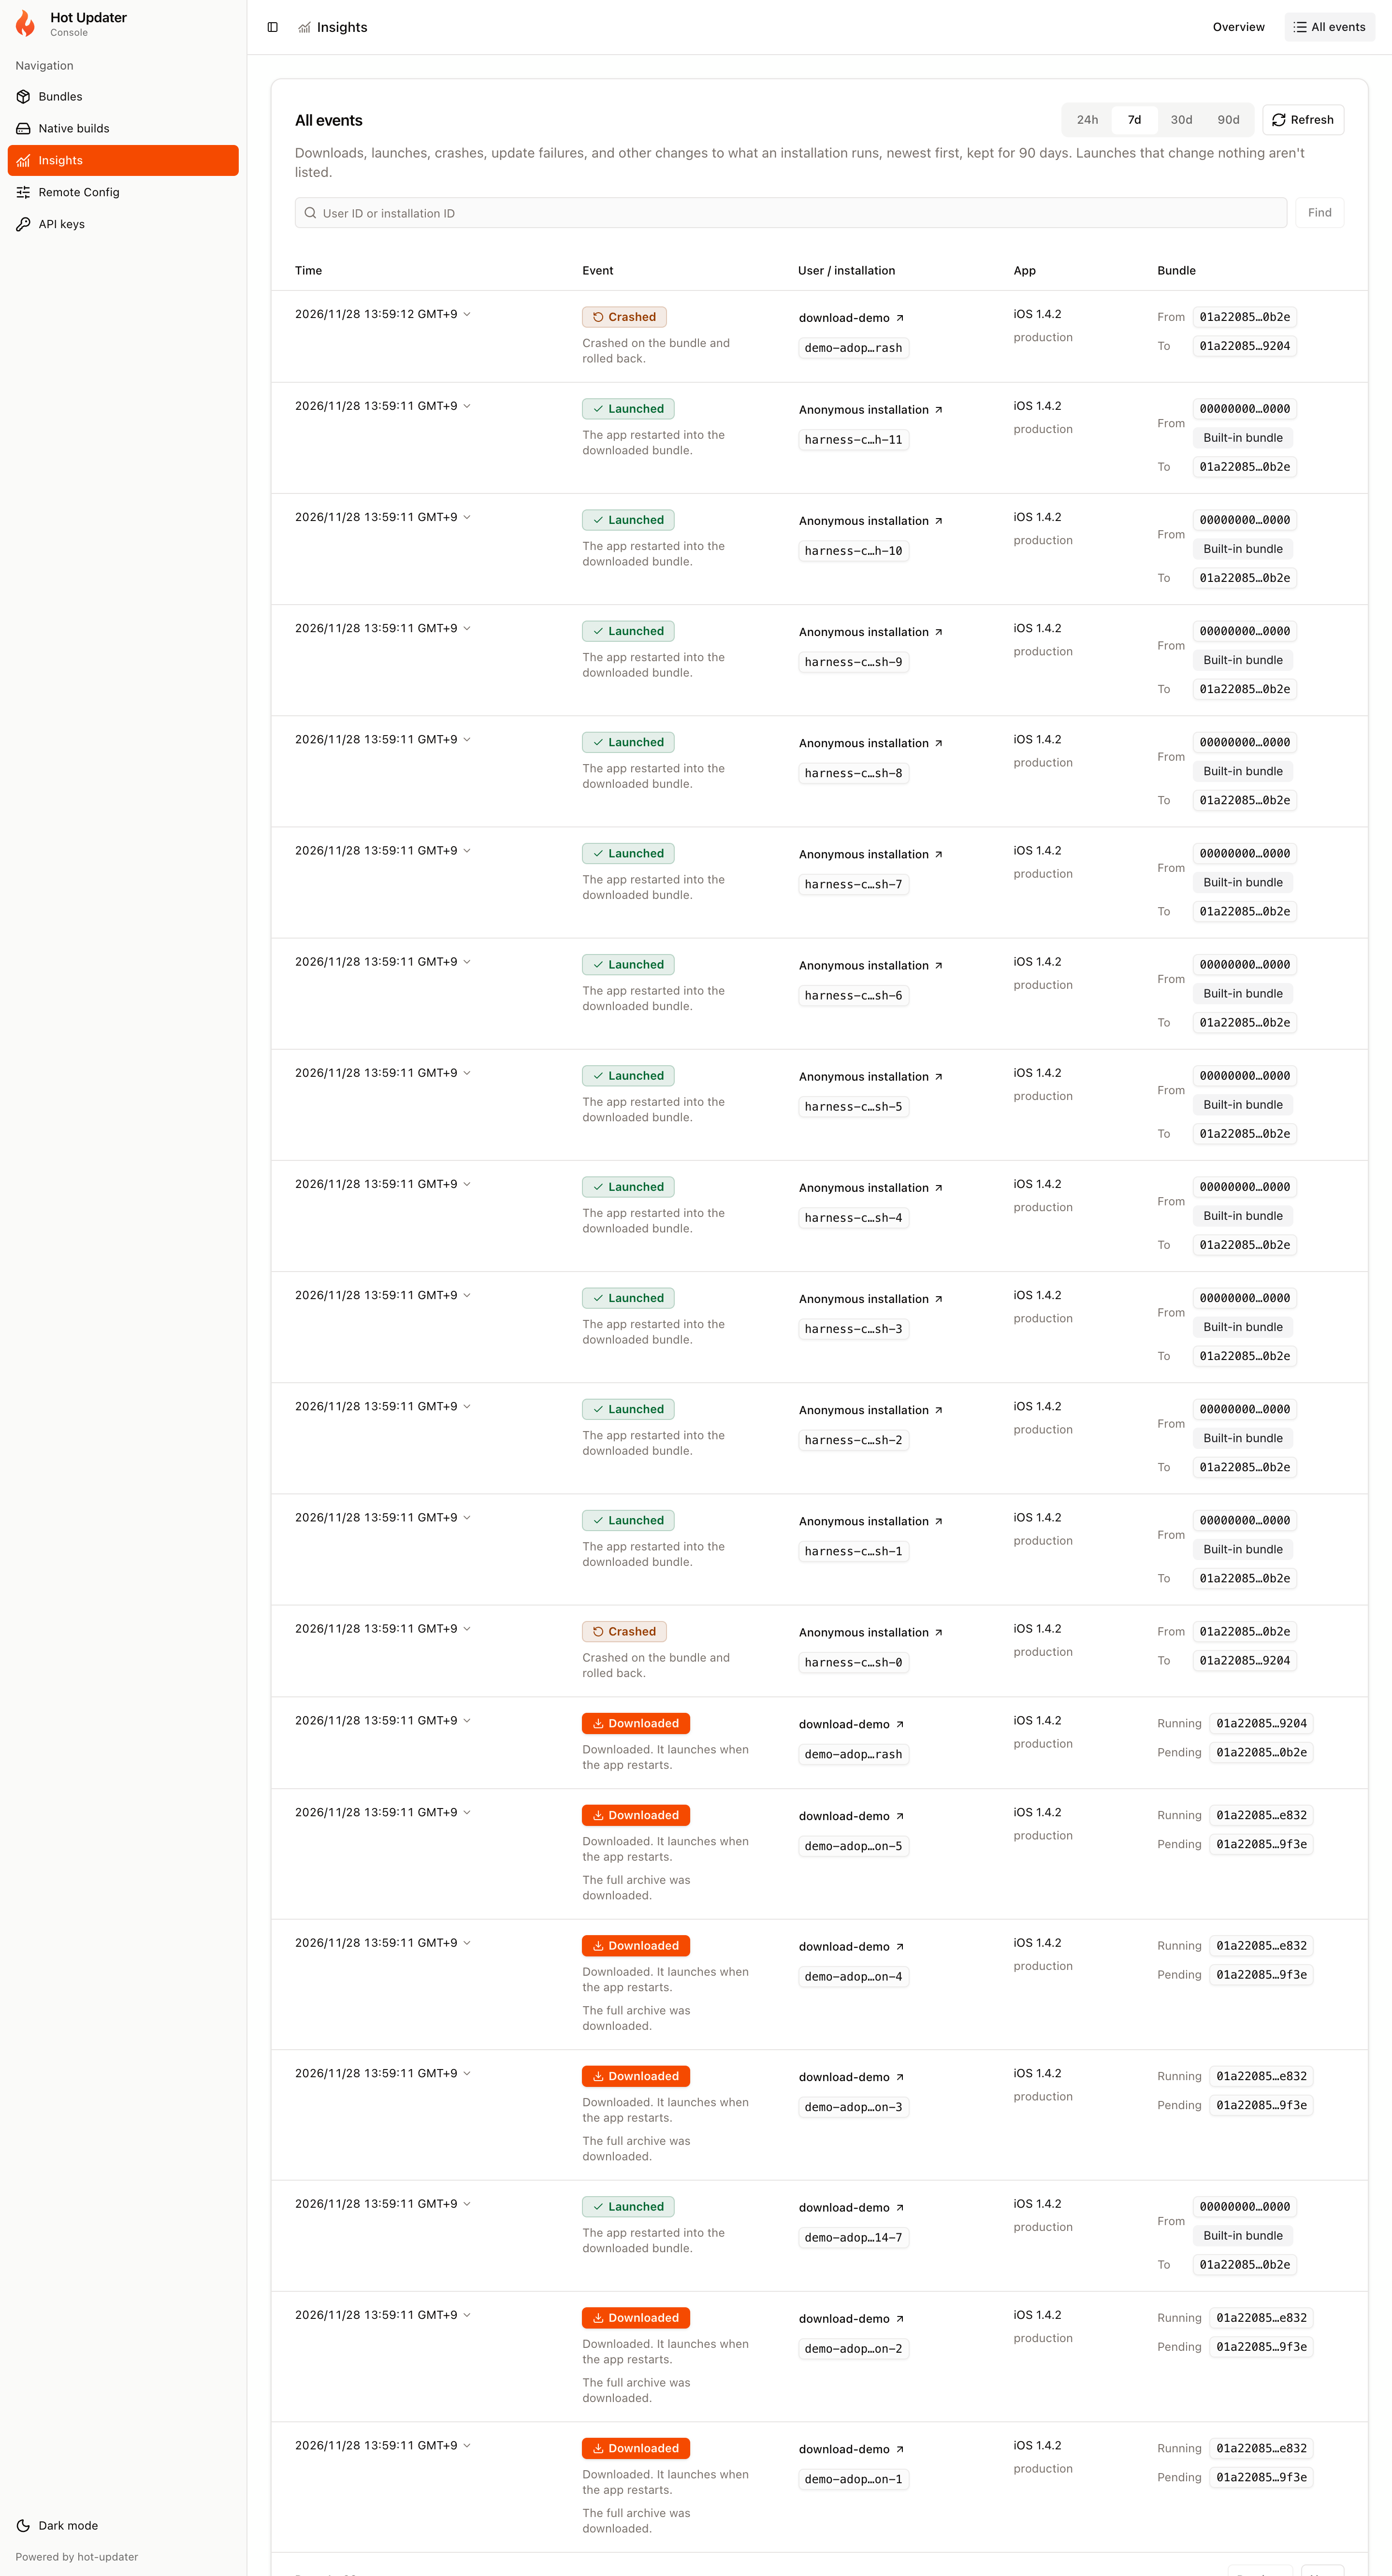 Hot Updater
Console
Navigation
Bundles
Native builds
Insights
Remote Config
API keys
Dark mode
Powered by hot-updater
Insights
Overview
All events
All events
24h 7d 30d 90d
Refresh
Downloads, launches, crashes, update failures, and other changes to what an installation runs, newest first, kept for 90 days. Launches that change nothing aren't
listed.
User ID or installation ID
Find
Time Event User / installation App Bundle
2026/11/28 13:59:12 GMT+9 Crashed download-demo iOS 1.4.2 From 01a22085…0b2e
Crashed on the bundle and
rolled back.
demo-adop…rash production To 01a22085…9204
2026/11/28 13:59:11 GMT+9 Launched Anonymous installation iOS 1.4.2 From 00000000…0000
Built-in bundle
The app restarted into the
downloaded bundle.
harness-c…h-11 production To 01a22085…0b2e
2026/11/28 13:59:11 GMT+9 Launched Anonymous installation iOS 1.4.2 From 00000000…0000
Built-in bundle
The app restarted into the
downloaded bundle.
harness-c…h-10 production To 01a22085…0b2e
2026/11/28 13:59:11 GMT+9 Launched Anonymous installation iOS 1.4.2 From 00000000…0000
Built-in bundle
The app restarted into the
downloaded bundle.
harness-c…sh-9 production To 01a22085…0b2e
2026/11/28 13:59:11 GMT+9 Launched Anonymous installation iOS 1.4.2 From 00000000…0000
Built-in bundle
The app restarted into the
downloaded bundle.
harness-c…sh-8 production To 01a22085…0b2e
2026/11/28 13:59:11 GMT+9 Launched Anonymous installation iOS 1.4.2 From 00000000…0000
Built-in bundle
The app restarted into the
downloaded bundle.
harness-c…sh-7 production To 01a22085…0b2e
2026/11/28 13:59:11 GMT+9 Launched Anonymous installation iOS 1.4.2 From 00000000…0000
Built-in bundle
The app restarted into the
downloaded bundle.
harness-c…sh-6 production To 01a22085…0b2e
2026/11/28 13:59:11 GMT+9 Launched Anonymous installation iOS 1.4.2 From 00000000…0000
Built-in bundle
The app restarted into the
downloaded bundle.
harness-c…sh-5 production To 01a22085…0b2e
2026/11/28 13:59:11 GMT+9 Launched Anonymous installation iOS 1.4.2 From 00000000…0000
Built-in bundle
The app restarted into the
downloaded bundle.
harness-c…sh-4 production To 01a22085…0b2e
2026/11/28 13:59:11 GMT+9 Launched Anonymous installation iOS 1.4.2 From 00000000…0000
Built-in bundle
The app restarted into the
downloaded bundle.
harness-c…sh-3 production To 01a22085…0b2e
2026/11/28 13:59:11 GMT+9 Launched Anonymous installation iOS 1.4.2 From 00000000…0000
Built-in bundle
The app restarted into the
downloaded bundle.
harness-c…sh-2 production To 01a22085…0b2e
2026/11/28 13:59:11 GMT+9 Launched Anonymous installation iOS 1.4.2 From 00000000…0000
Built-in bundle
The app restarted into the
downloaded bundle.
harness-c…sh-1 production To 01a22085…0b2e
2026/11/28 13:59:11 GMT+9 Crashed Anonymous installation iOS 1.4.2 From 01a22085…0b2e
Crashed on the bundle and
rolled back.
harness-c…sh-0 production To 01a22085…9204
2026/11/28 13:59:11 GMT+9 Downloaded download-demo iOS 1.4.2 Running 01a22085…9204
Downloaded. It launches when
the app restarts.
demo-adop…rash production Pending 01a22085…0b2e
2026/11/28 13:59:11 GMT+9 Downloaded download-demo iOS 1.4.2 Running 01a22085…e832
Downloaded. It launches when
the app restarts.
The full archive was
downloaded.
demo-adop…on-5 production Pending 01a22085…9f3e
2026/11/28 13:59:11 GMT+9 Downloaded download-demo iOS 1.4.2 Running 01a22085…e832
Downloaded. It launches when
the app restarts.
The full archive was
downloaded.
demo-adop…on-4 production Pending 01a22085…9f3e
2026/11/28 13:59:11 GMT+9 Downloaded download-demo iOS 1.4.2 Running 01a22085…e832
Downloaded. It launches when
the app restarts.
The full archive was
downloaded.
demo-adop…on-3 production Pending 01a22085…9f3e
2026/11/28 13:59:11 GMT+9 Launched download-demo iOS 1.4.2 From 00000000…0000
Built-in bundle
The app restarted into the
downloaded bundle.
demo-adop…14-7 production To 01a22085…0b2e
2026/11/28 13:59:11 GMT+9 Downloaded download-demo iOS 1.4.2 Running 01a22085…e832
Downloaded. It launches when
the app restarts.
The full archive was
downloaded.
demo-adop…on-2 production Pending 01a22085…9f3e
2026/11/28 13:59:11 GMT+9 Downloaded download-demo iOS 1.4.2 Running 01a22085…e832
Downloaded. It launches when
the app restarts.
The full archive was
downloaded.
demo-adop…on-1 production Pending 01a22085…9f3e